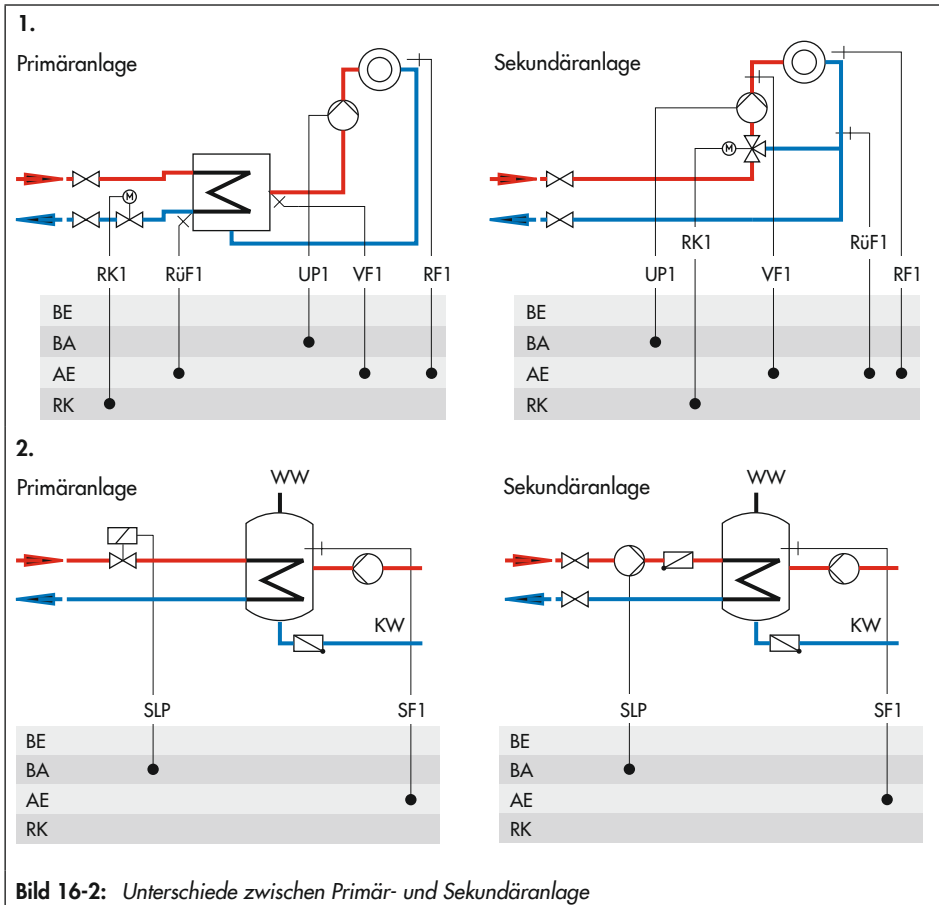 1.
Primäranlage
Sekundäranlage
M
M
RK1
RüF1
UP1
VF1
RF1
UP1
RK1
VF1
RüF1
RF1
BE
BA
AE
RK
BE
BA
AE
RK
2.
Primäranlage
Sekundäranlage
WW
WW
KW
KW
SLP
SF1
SLP
SF1
BE
BA
AE
RK
BE
BA
AE
RK
Bild 16-2: Unterschiede zwischen Primär- und Sekundäranlage